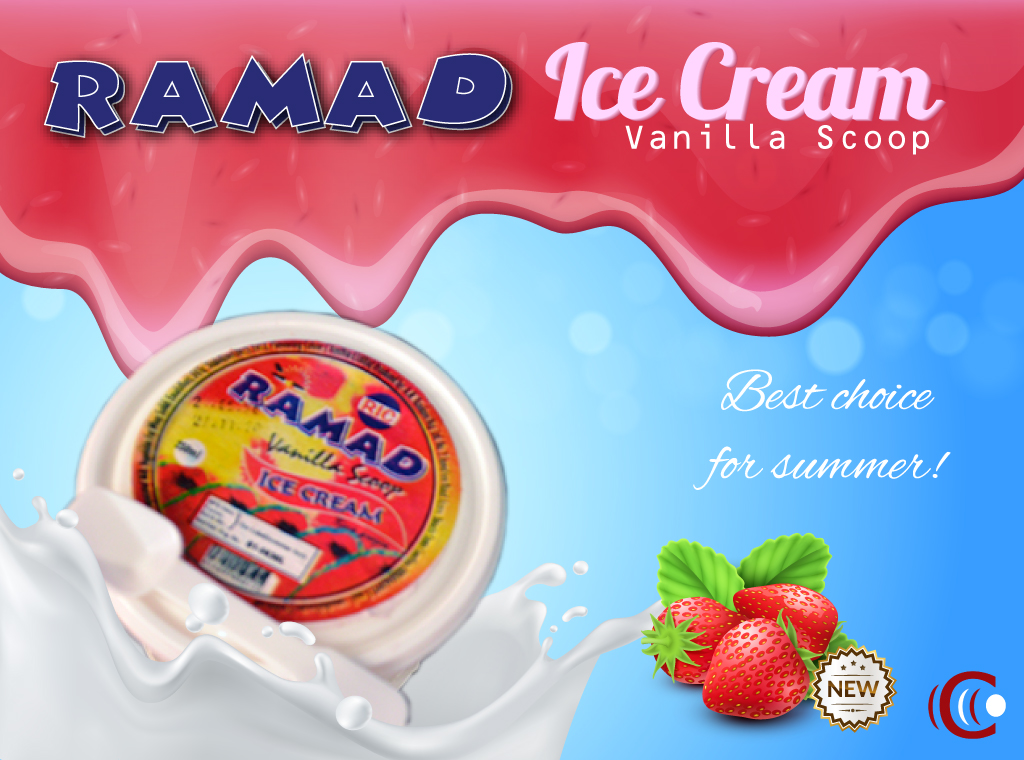 RAMAD
Ice Cream
Vanilla Scoop
Best choice
for summer!
RIC
RAMAD
Vanilla Scoop
ICE CREAM
NEW